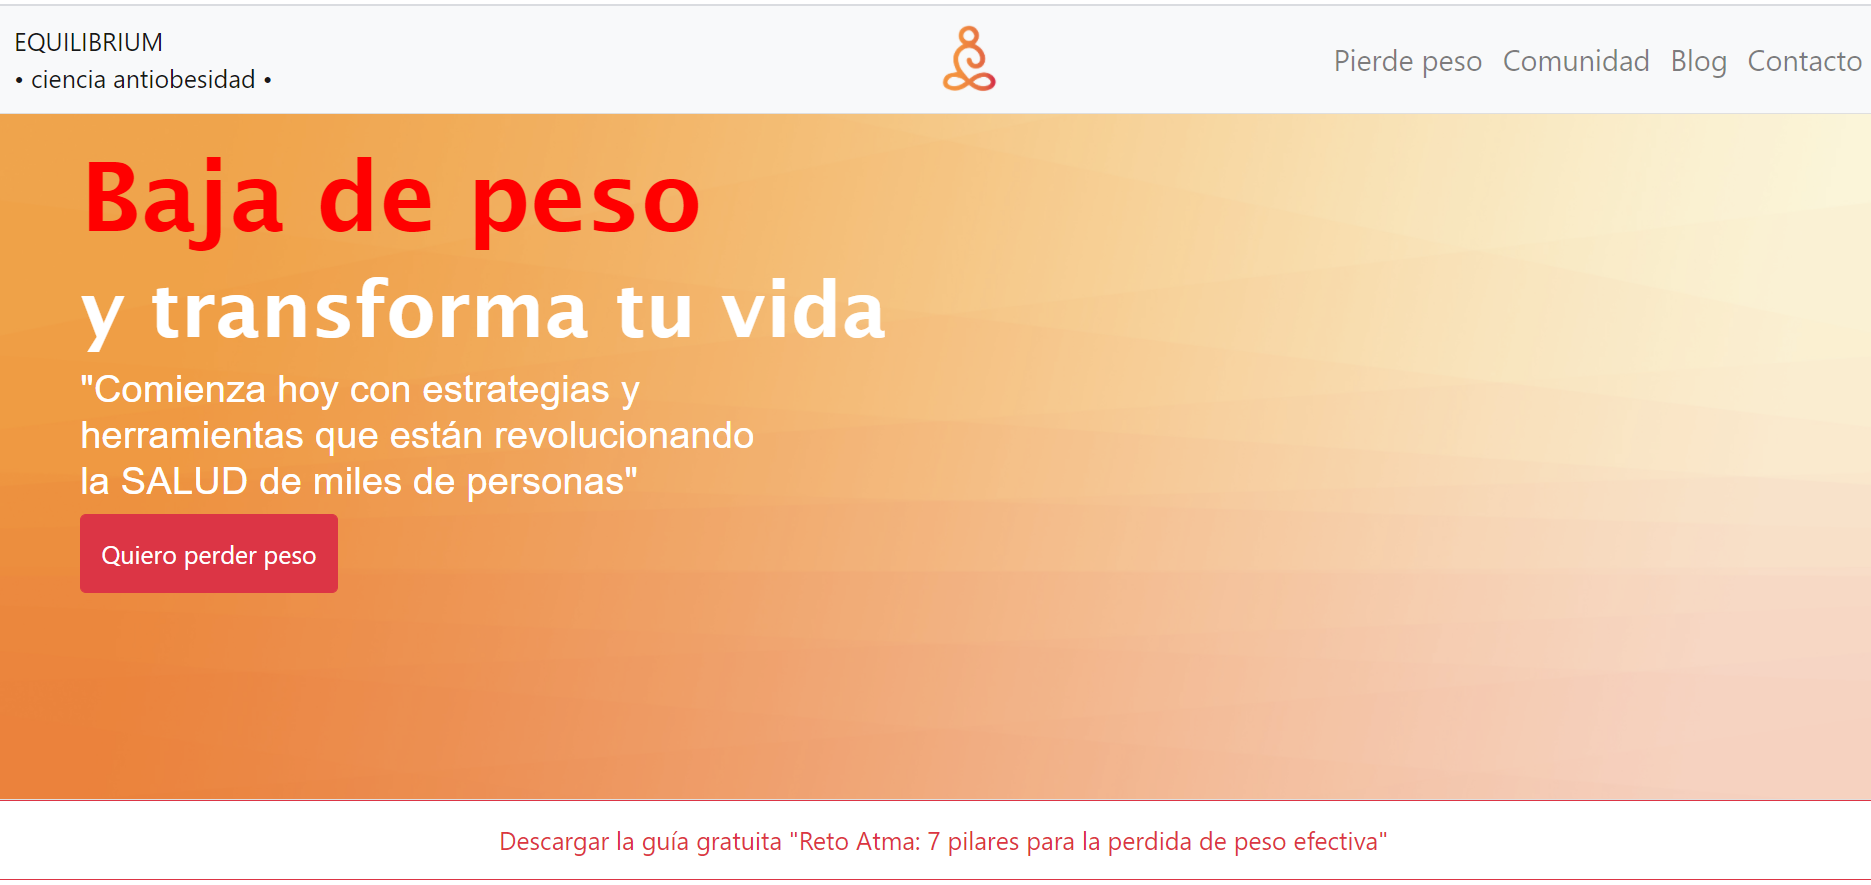 EQUILIBRIUM
• ciencia antiobesidad •
Pierde peso Comunidad Blog Contacto
Baja de peso
y transforma tu vida
"Comienza hoy con estrategias y
herramientas que están revolucionando
la SALUD de miles de personas"
Quiero perder peso
Descargar la guía gratuita "Reto Atma: 7 pilares para la perdida de peso efectiva"